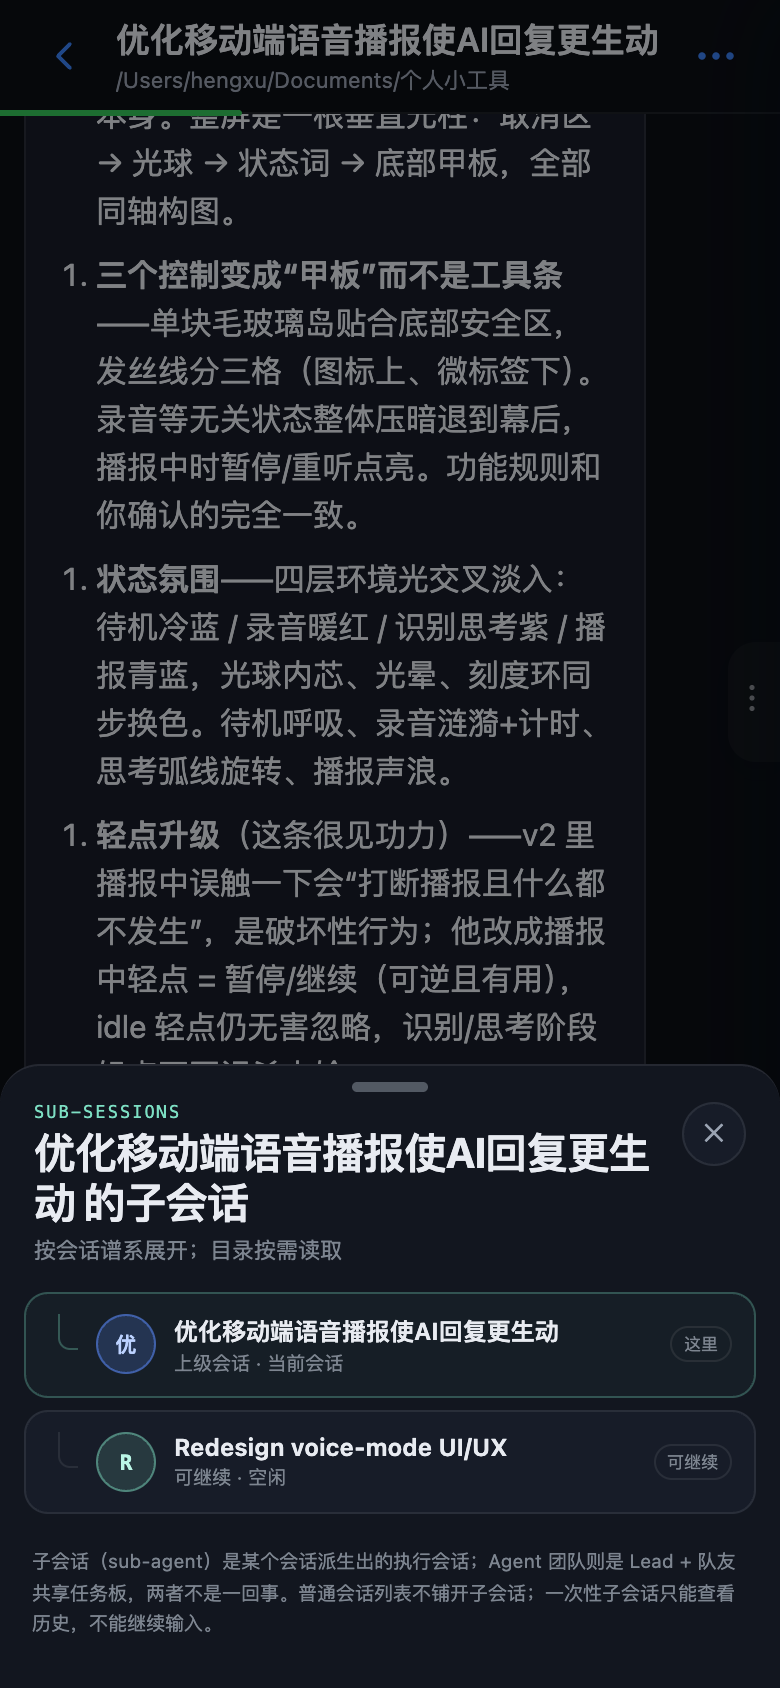 优化移动端语音播报使AI回复更生动
/Users/hengxu/Documents/个人小工具
本身。整屏是一根垂直光柱：取消区
→ 光球 → 状态词 → 底部甲板，全部
同轴构图。
1. 三个控制变成“甲板”而不是工具条
——单块毛玻璃岛贴合底部安全区，
发丝线分三格（图标上、微标签下）。
录音等无关状态整体压暗退到幕后，
播报中时暂停/重听点亮。功能规则和
你确认的完全一致。
1. 状态氛围——四层环境光交叉淡入：
待机冷蓝 / 录音暖红 / 识别思考紫 / 播
报青蓝，光球内芯、光晕、刻度环同
步换色。待机呼吸、录音涟漪+计时、
思考弧线旋转、播报声浪。
1. 轻点升级（这条很见功力）——v2 里
播报中误触一下会“打断播报且什么都
不发生”，是破坏性行为；他改成播报
中轻点 = 暂停/继续（可逆且有用），
idle 轻点仍无害忽略，识别/思考阶段
SUB-SESSIONS
优化移动端语音播报使AI回复更生
动 的子会话
按会话谱系展开；目录按需读取
优
优化移动端语音播报使AI回复更生动
上级会话 · 当前会话
这里
R
Redesign voice-mode UI/UX
可继续 · 空闲
可继续
子会话（sub-agent）是某个会话派生出的执行会话；Agent 团队则是 Lead + 队友
共享任务板，两者不是一回事。普通会话列表不铺开子会话；一次性子会话只能查看
历史，不能继续输入。